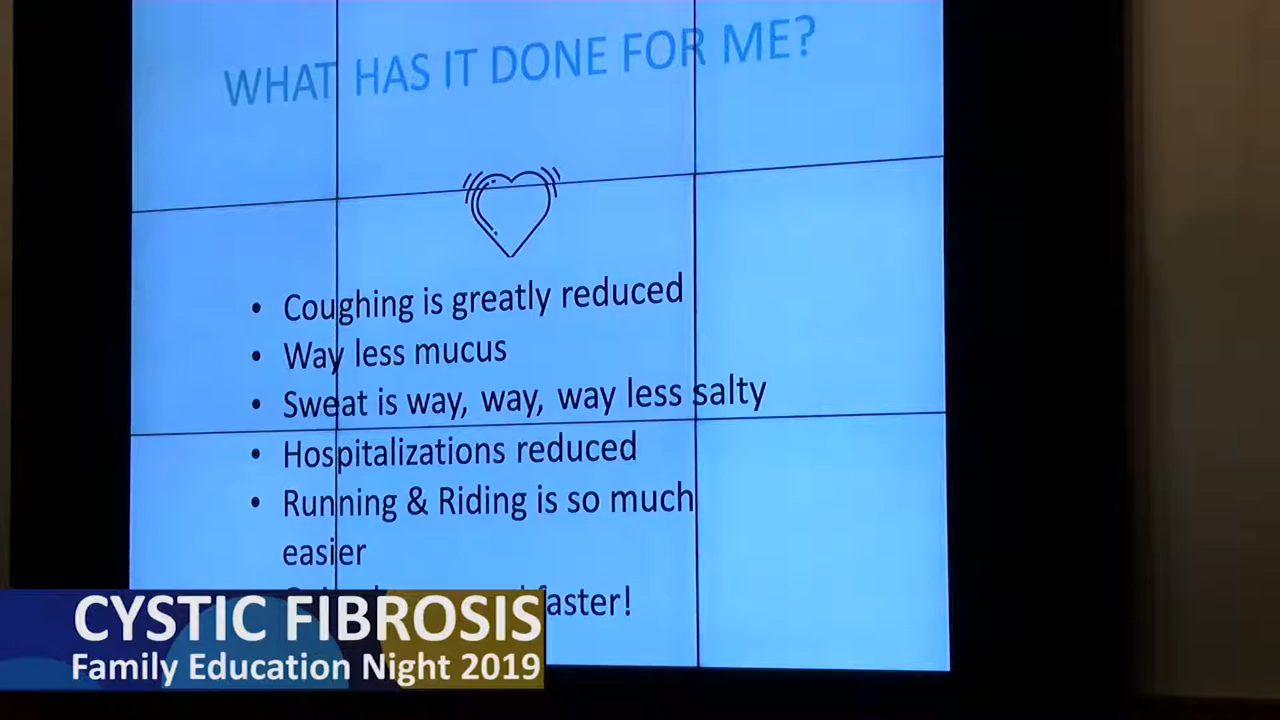 WHAT HAS IT DONE FOR ME?
• Coughing is greatly reduced
• Way less mucus
• Sweat is way, way, way less salty
• Hospitalizations reduced
• Running & Riding is so much
easier
faster!
CYSTIC FIBROSIS
Family Education Night 2019